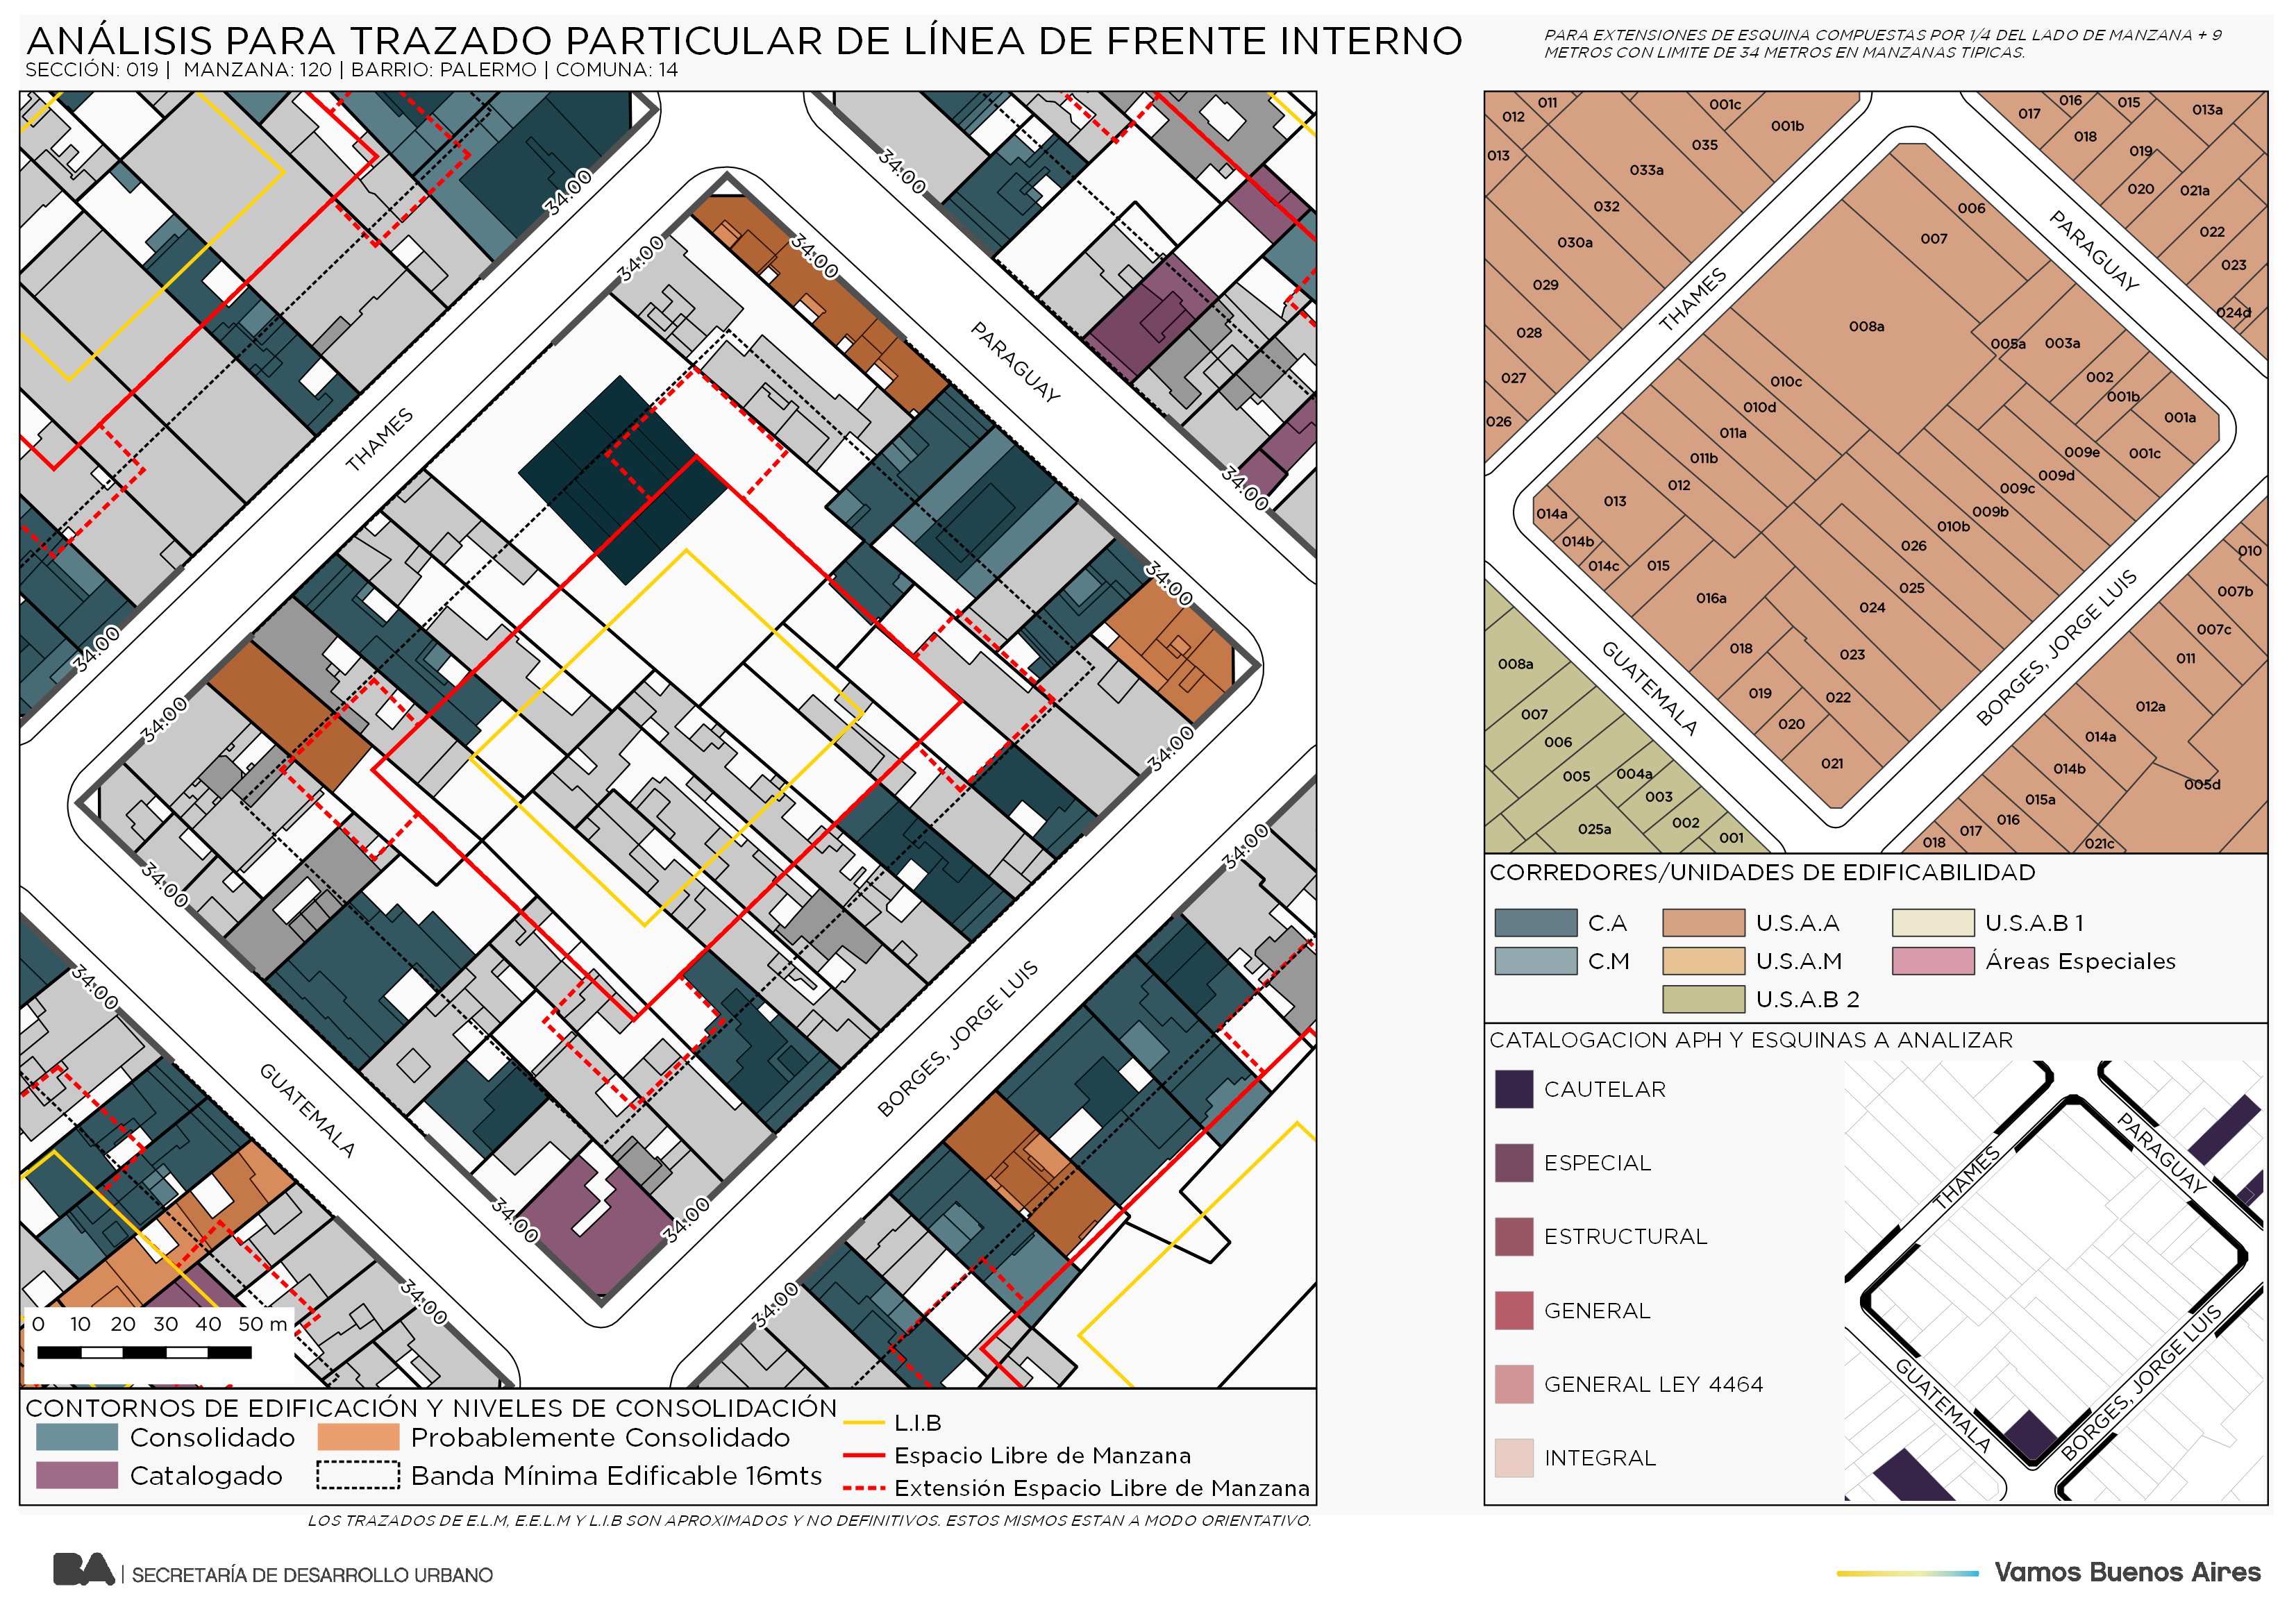 ANÁLISIS PARA TRAZADO PARTICULAR DE LÍNEA DE FRENTE INTERNO
SECCIÓN: 019 | MANZANA: 120 | BARRIO: PALERMO | COMUNA: 14
PARA EXTENSIONES DE ESQUINA COMPUESTAS POR 1/4 DEL LADO DE MANZANA + 9
METROS CON LIMITE DE 34 METROS EN MANZANAS TIPICAS.
34:00
34:00
34:00
34:00
PARAGUAY
THAMES
34:00
34:00
34:00
34:00
34:00
34:00
34:00
34:00
BORGES, JORGE LUIS
GUATEMALA
34:00
34:00
34:00
34:00
0 10 20 30 40 50 m
CONTORNOS DE EDIFICACIÓN Y NIVELES DE CONSOLIDACIÓN
Consolidado
Probablemente Consolidado
Catalogado
Banda Mínima Edificable 16mts
L.I.B
Espacio Libre de Manzana
Extensión Espacio Libre de Manzana
LOS TRAZADOS DE E.L.M, E.E.L.M Y L.I.B SON APROXIMADOS Y NO DEFINITIVOS. ESTOS MISMOS ESTAN A MODO ORIENTATIVO.
011
001c
016
015
012
017
013a
001b
018
035
013
019
033a
020
021a
032
006
PARAGUAY
022
030a
007
023
029
THAMES
024d
008a
028
005a
003a
027
010c
002
001b
026
010d
001a
011a
009e
001c
011b
009d
012
009c
013
009b
014a
010b
014b
026
010
014c
015
025
007b
016a
024
007c
018
023
011
008a
GUATEMALA
BORGES, JORGE LUIS
019
022
012a
007
020
014a
006
021
014b
005
004a
005d
003
015a
025a
002
016
001
017
018
021c
CORREDORES/UNIDADES DE EDIFICABILIDAD
C.A
U.S.A.A
U.S.A.B 1
C.M
U.S.A.M
Áreas Especiales
U.S.A.B 2
CATALOGACION APH Y ESQUINAS A ANALIZAR
CAUTELAR
ESPECIAL
ESTRUCTURAL
GENERAL
GENERAL LEY 4464
INTEGRAL
THAMES
PARAGUAY
GUATEMALA
BORGES, JORGE LUIS
BA | SECRETARÍA DE DESARROLLO URBANO
Vamos Buenos Aires